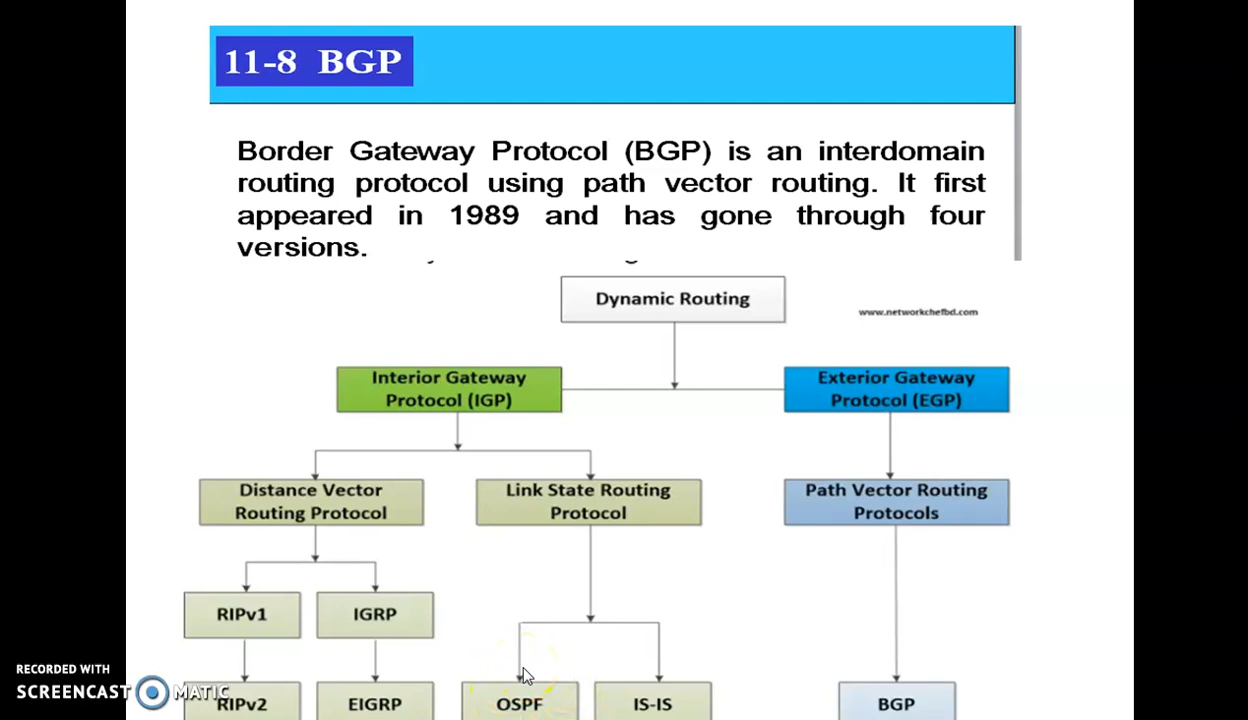 11-8 BGP
Border Gateway Protocol (BGP) is an interdomain
routing protocol using path vector routing. It first
appeared in 1989 and has gone through four
versions.
Dynamic Routing
www.networkchefbd.com
Interior Gateway
Protocol (IGP)
Exterior Gateway
Protocol (EGP)
Distance Vector
Routing Protocol
Link State Routing
Protocol
Path Vector Routing
Protocols
RIPv1
IGRP
RIPv2
EIGRP
OSPF
IS-IS
BGP
RECORDED WITH
SCREENCAST MATIC